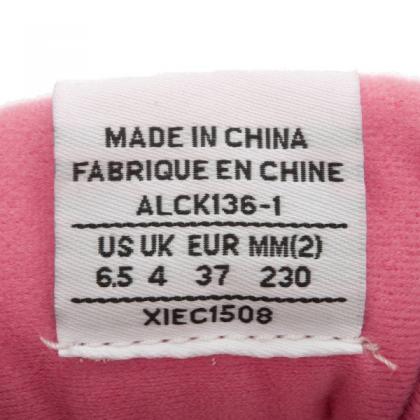 MADE IN CHINA
FABRIQUE EN CHINE
ALCK136-1
US UK EUR MM(2)
6.5 4 37 230
XIEC1508